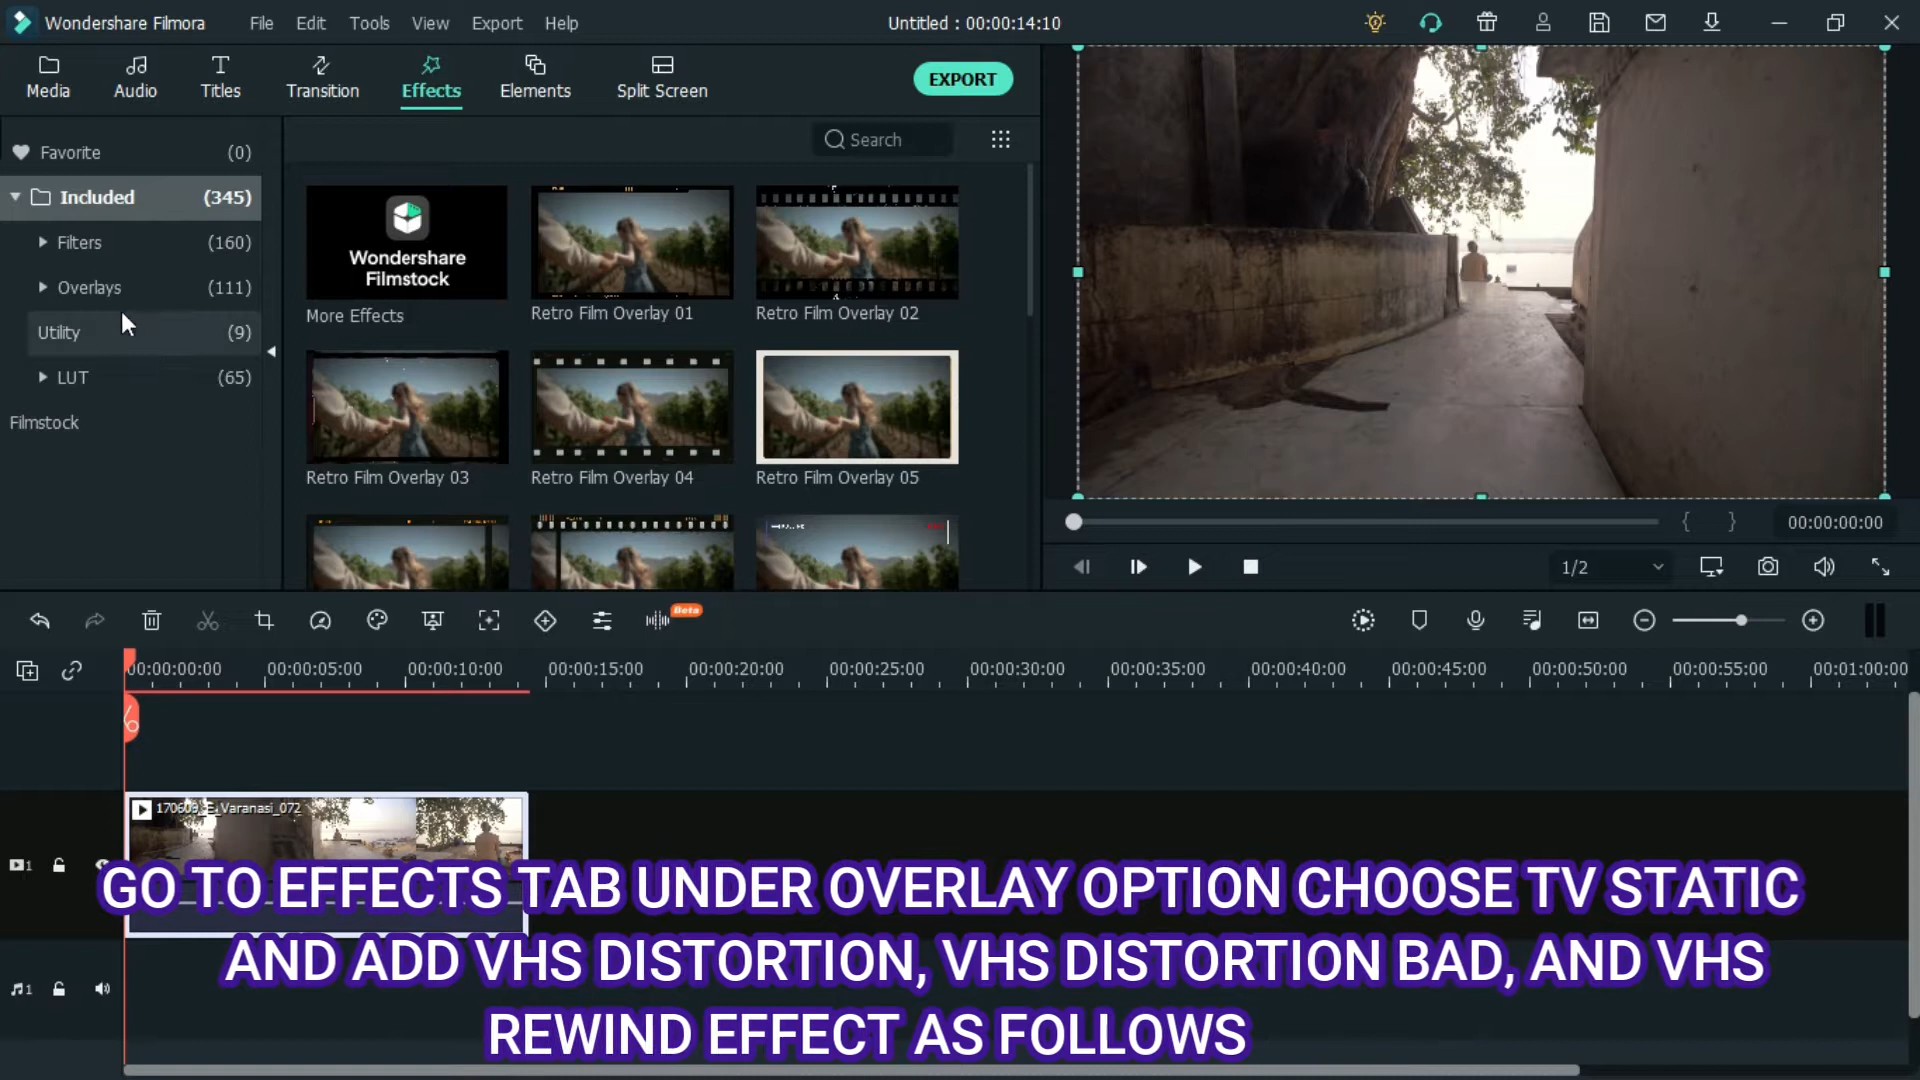 Wondershare Filmora File Edit Tools View Export Help Untitled : 00:00:14:10
Media Audio Titles Transition Effects Elements Split Screen EXPORT
Favorite (0)
Included (345)
Filters (160)
Overlays (111)
Utility (9)
LUT (65)
Filmstock
Search
Wondershare
Filmstock
More Effects Retro Film Overlay 01 Retro Film Overlay 02
Retro Film Overlay 03 Retro Film Overlay 04 Retro Film Overlay 05
{ } 00:00:00:00
1/2
Beta
00:00:00:00 00:00:05:00 00:00:10:00 00:00:15:00 00:00:20:00 00:00:25:00 00:00:30:00 00:00:35:00 00:00:40:00 00:00:45:00 00:00:50:00 00:00:55:00 00:01:00:00
170609_E_Varanasi_072
1
GO TO EFFECTS TAB UNDER OVERLAY OPTION CHOOSE TV STATIC
AND ADD VHS DISTORTION, VHS DISTORTION BAD, AND VHS
1
REWIND EFFECT AS FOLLOWS